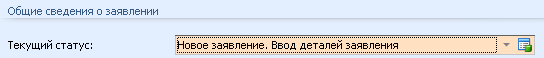 Общие сведения о заявлении
Текущий статус: Новое заявление. Ввод деталей заявления